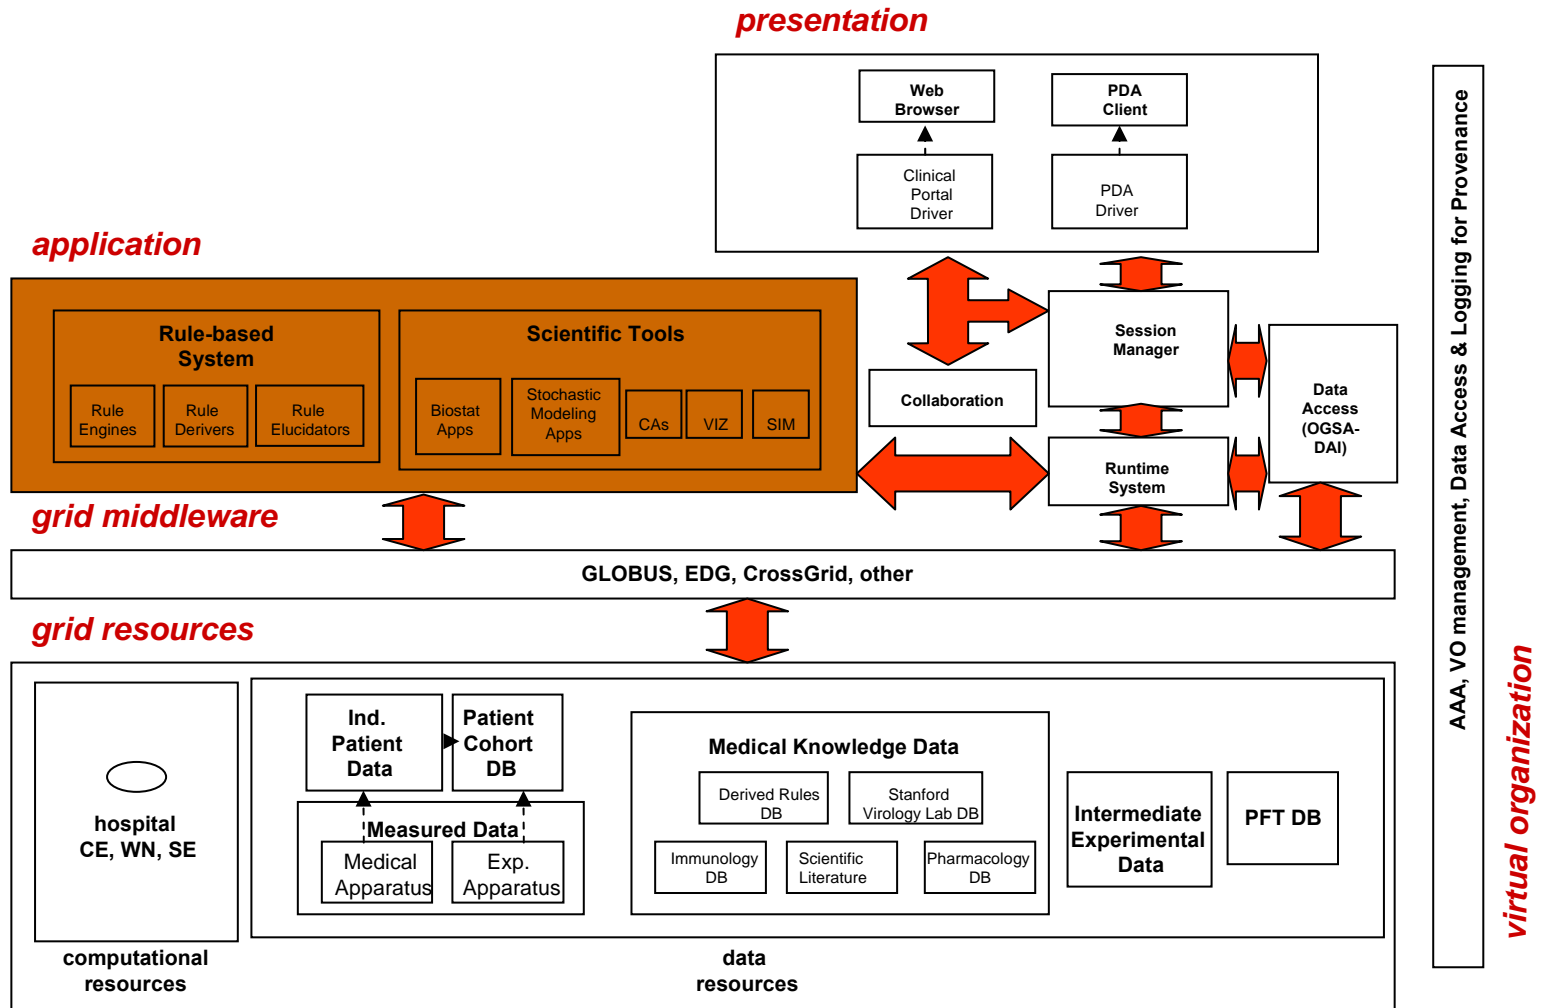 presentation
Web
Browser
PDA
Client
Clinical
Portal
Driver
PDA
Driver
application
Rule-based
System
Rule
Engines
Rule
Derivers
Rule
Elucidators
Scientific Tools
Biostat
Apps
Stochastic
Modeling
Apps
CAs
VIZ
SIM
Collaboration
Session
Manager
Runtime
System
Data
Access
(OGSA-
DAI)
grid middleware
GLOBUS, EDG, CrossGrid, other
grid resources
hospital
CE, WN, SE
computational
resources
Ind.
Patient
Data
Patient
Cohort
DB
Measured Data
Medical
Apparatus
Exp.
Apparatus
Medical Knowledge Data
Derived Rules
DB
Stanford
Virology Lab DB
Immunology
DB
Scientific
Literature
Pharmacology
DB
Intermediate
Experimental
Data
PFT DB
data
resources
AAA, VO management, Data Access & Logging for Provenance
virtual organization